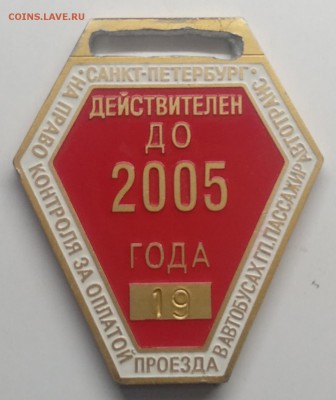 COINS.LAVE.RU
•САНКТ-ПЕТЕРБУРГ•
НА ПРАВО КОНТРОЛЯ ЗА ОПЛАТОЙ ПРОЕЗДА В АВТОБУСАХ ГП„ПАССАЖИРАВТОТРАНС"
ДЕЙСТВИТЕЛЕН
ДО
2005
ГОДА
19